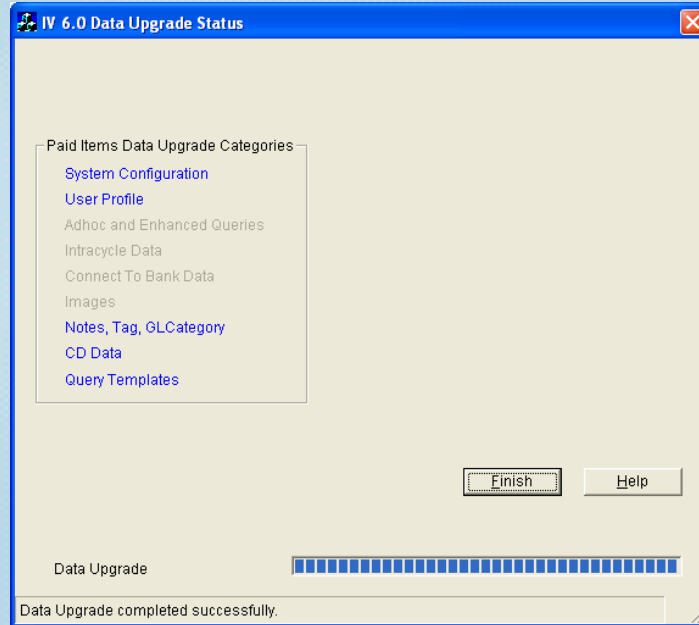 IV 6.0 Data Upgrade Status
Paid Items Data Upgrade Categories
System Configuration
User Profile
Adhoc and Enhanced Queries
Intracycle Data
Connect To Bank Data
Images
Notes, Tag, GLCategory
CD Data
Query Templates
Finish Help
Data Upgrade
Data Upgrade completed successfully.